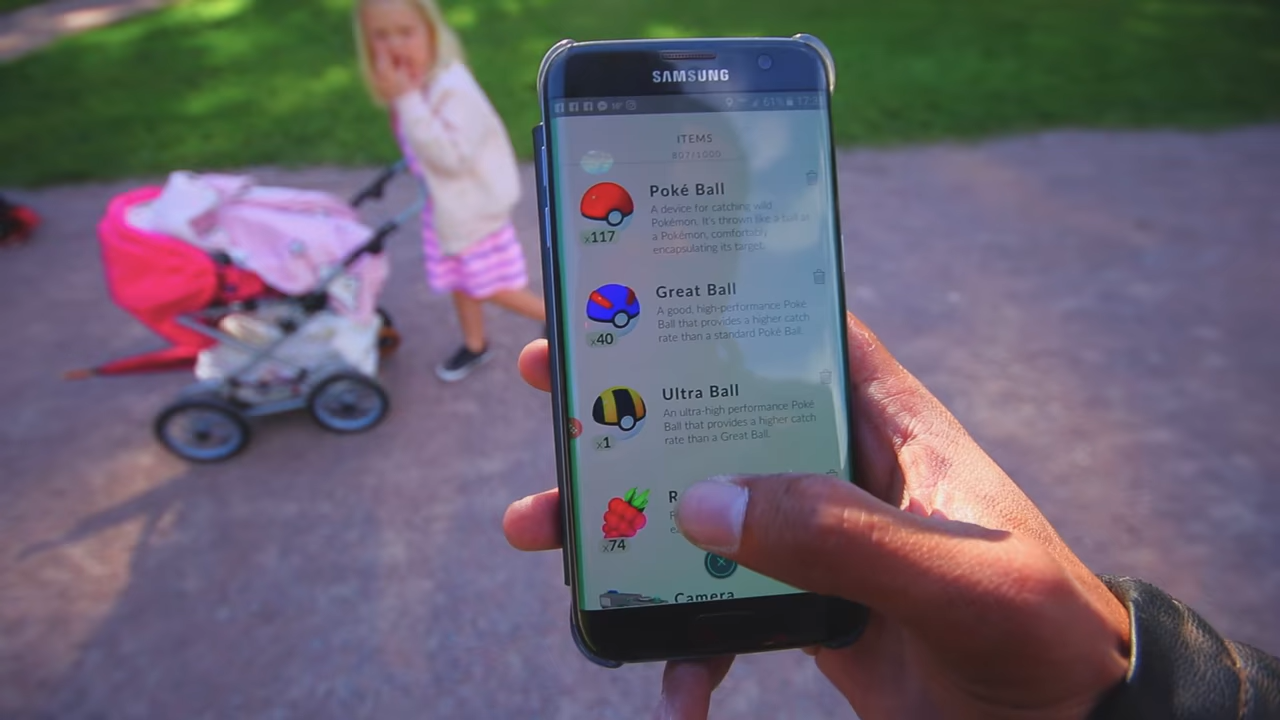 SAMSUNG
61% 17:2
ITEMS
807/1000
Poké Ball
A device for catching wild
Pokémon. It's thrown like a ball at
a Pokémon, comfortably
encapsulating its target.
x117
Great Ball
A good, high-performance Poké
Ball that provides a higher catch
rate than a standard Poké Ball.
x40
Ultra Ball
An ultra-high performance Poké
Ball that provides a higher catch
rate than a Great Ball.
x1
R
x74
Camera